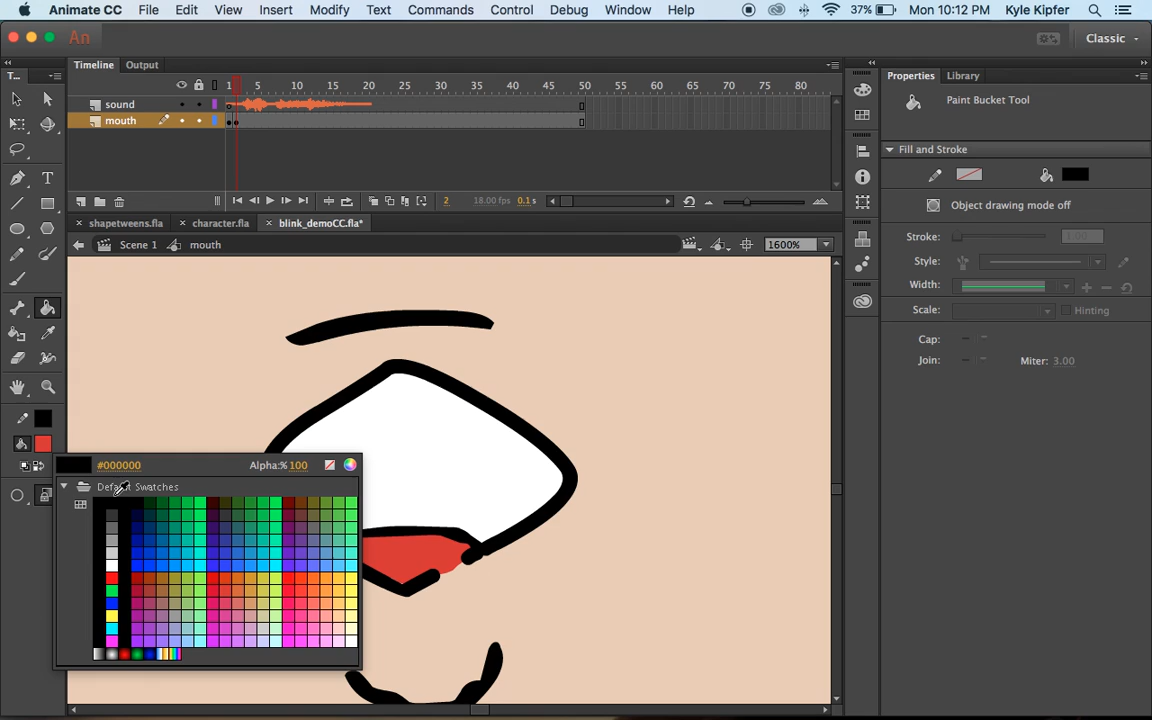 Animate CC File Edit View Insert Modify Text Commands Control Debug Window Help 37% Mon 10:12 PM Kyle Kipfer
An Classic
T... Timeline Output Properties Library
1 5 10 15 20 25 30 35 40 45 50 55 60 65 70 75 80
Paint Bucket Tool
sound
mouth
Fill and Stroke
2 18.00 fps 0.1 s
Object drawing mode off
shapetweens.fla character.fla blink_demoCC.fla*
Scene 1 mouth 1600%
Stroke: 1.00
Style:
Width:
Scale: Hinting
Cap:
Join: Miter: 3.00
#000000 Alpha:% 100
Default Swatches